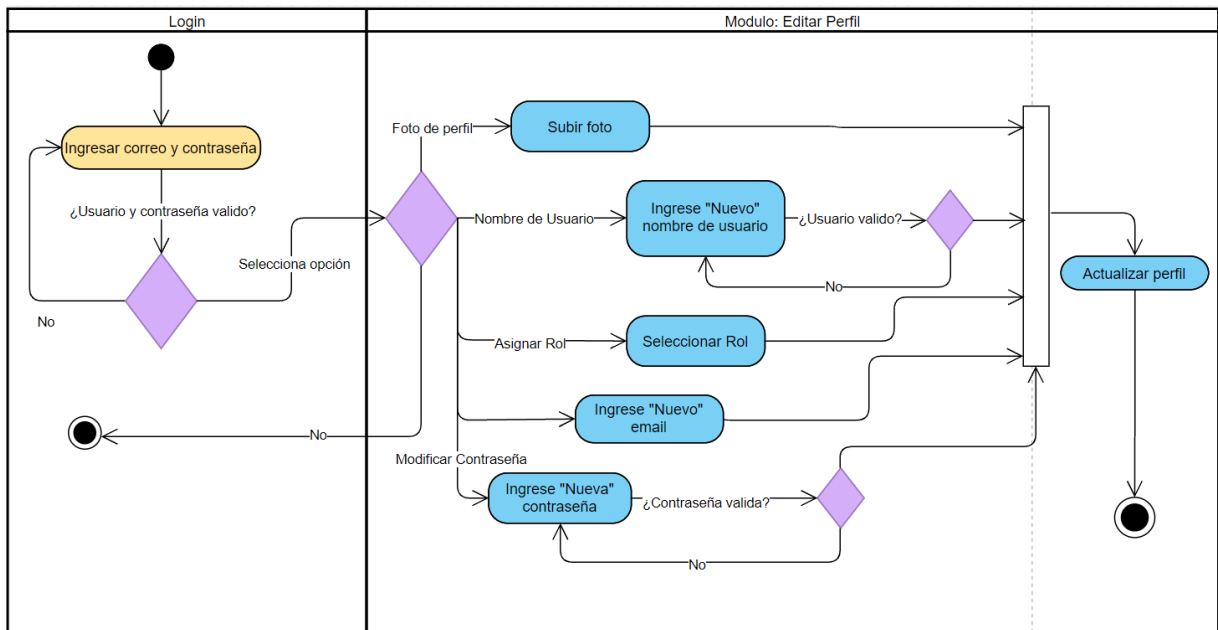 Login
Modulo: Editar Perfil
Ingresar correo y contraseña
¿Usuario y contraseña valido?
No
Selecciona opción
No
Foto de perfil
Subir foto
Nombre de Usuario
Ingrese "Nuevo"
nombre de usuario
¿Usuario valido?
No
Asignar Rol
Seleccionar Rol
Ingrese "Nuevo"
email
Modificar Contraseña
Ingrese "Nueva"
contraseña
¿Contraseña valida?
No
Actualizar perfil